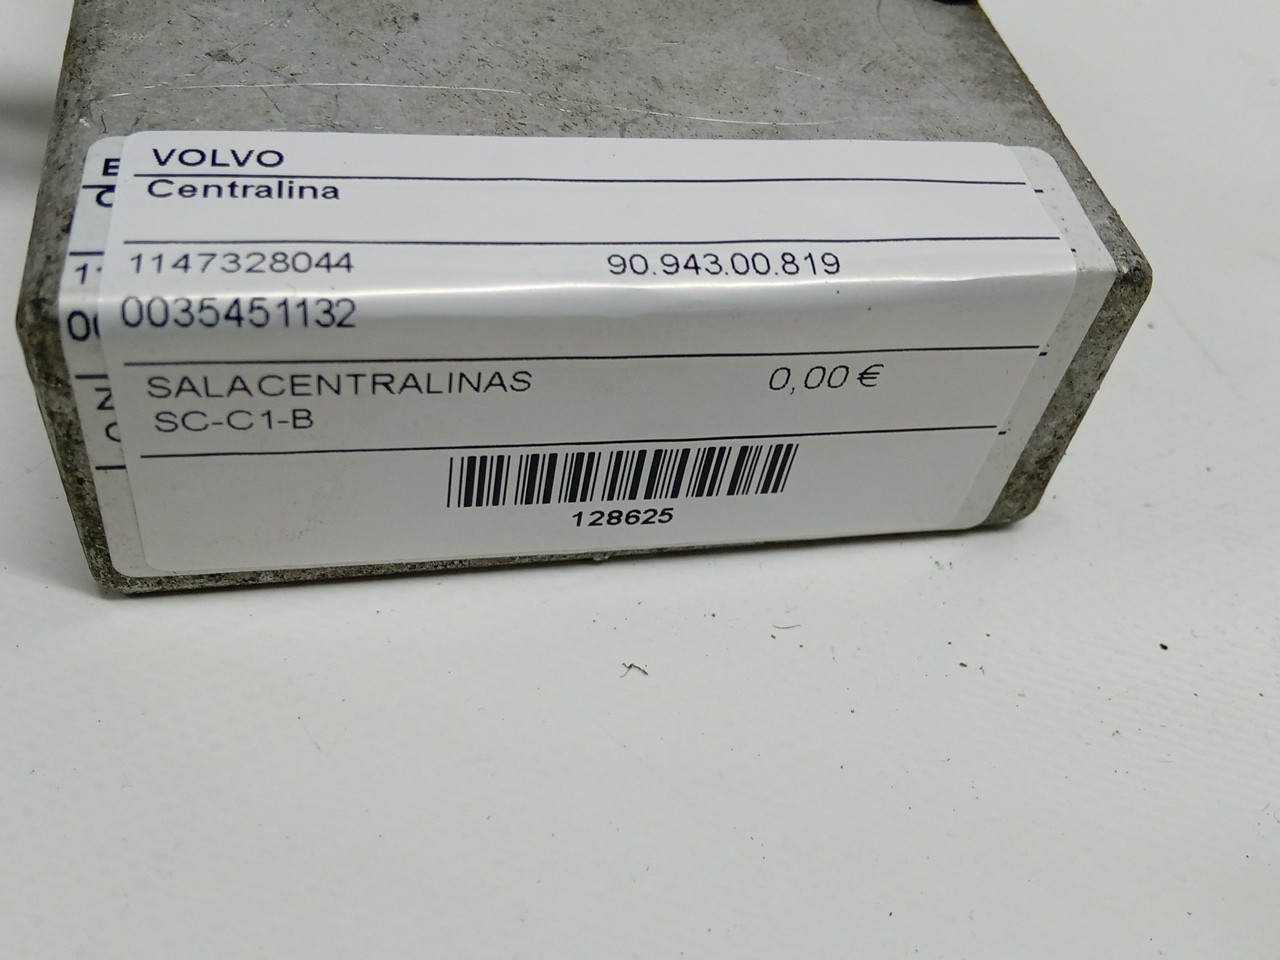 VOLVO
Centralina
1147328044 90.943.00.819
0035451132
SALACENTRALINAS 0,00€
SC-C1-B
128625